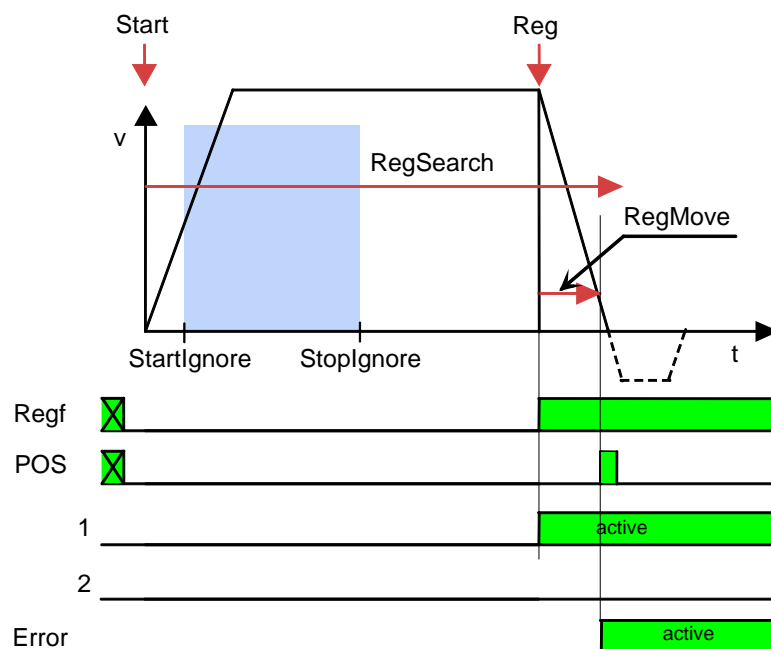 Start
Reg
v
RegSearch
RegMove
StartIgnore
StopIgnore
t
Regf
POS
1
active
2
Error
active